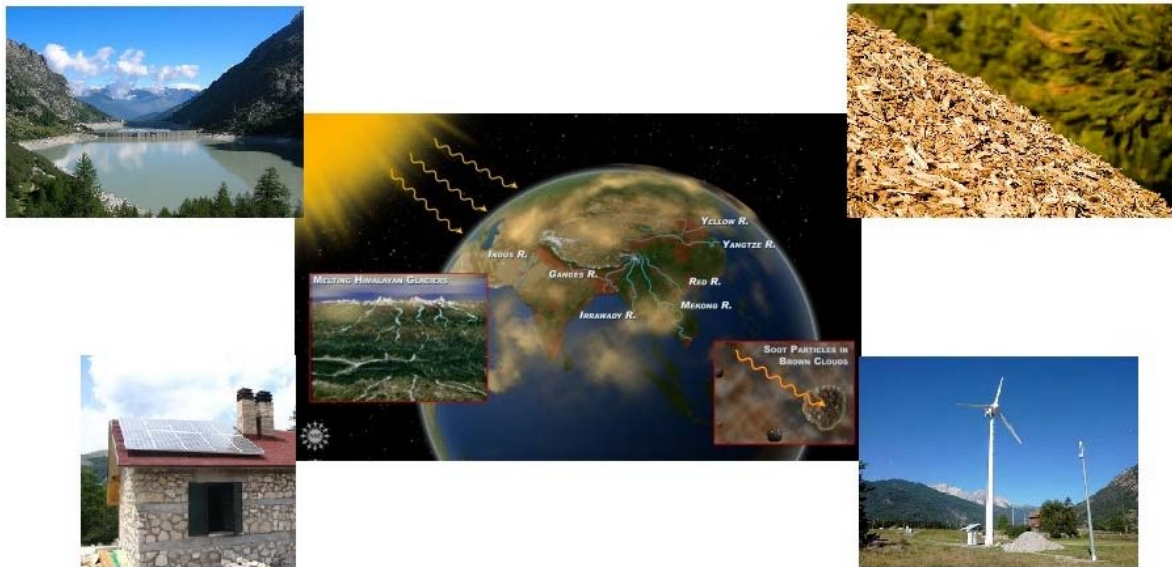 YELLOW R.
YANGTZE R.
INDUS R.
GANGES R.
RED R.
MEKONG R.
IRRAWADY R.
MELTING HIMALAYAN GLACIERS
SOOT PARTICLES IN
BROWN CLOUDS